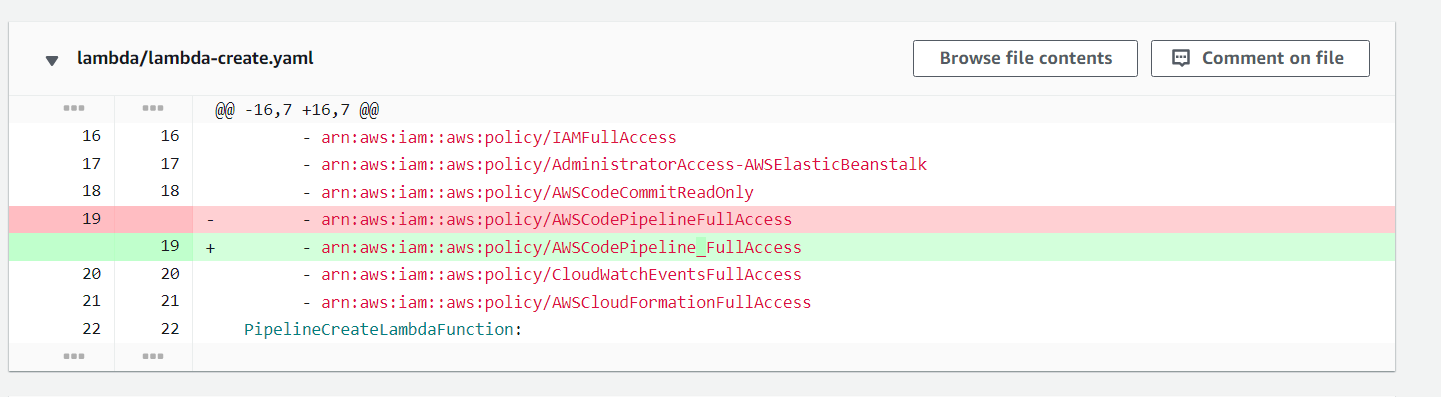 lambda/lambda-create.yaml Browse file contents Comment on file
@@ -16,7 +16,7 @@
16 16 - arn:aws:iam::aws:policy/IAMFullAccess
17 17 - arn:aws:iam::aws:policy/AdministratorAccess-AWSElasticBeanstalk
18 18 - arn:aws:iam::aws:policy/AWSCodeCommitReadOnly
19 - - arn:aws:iam::aws:policy/AWSCodePipelineFullAccess
19 + - arn:aws:iam::aws:policy/AWSCodePipeline_FullAccess
20 20 - arn:aws:iam::aws:policy/CloudWatchEventsFullAccess
21 21 - arn:aws:iam::aws:policy/AWSCloudFormationFullAccess
22 22 PipelineCreateLambdaFunction: